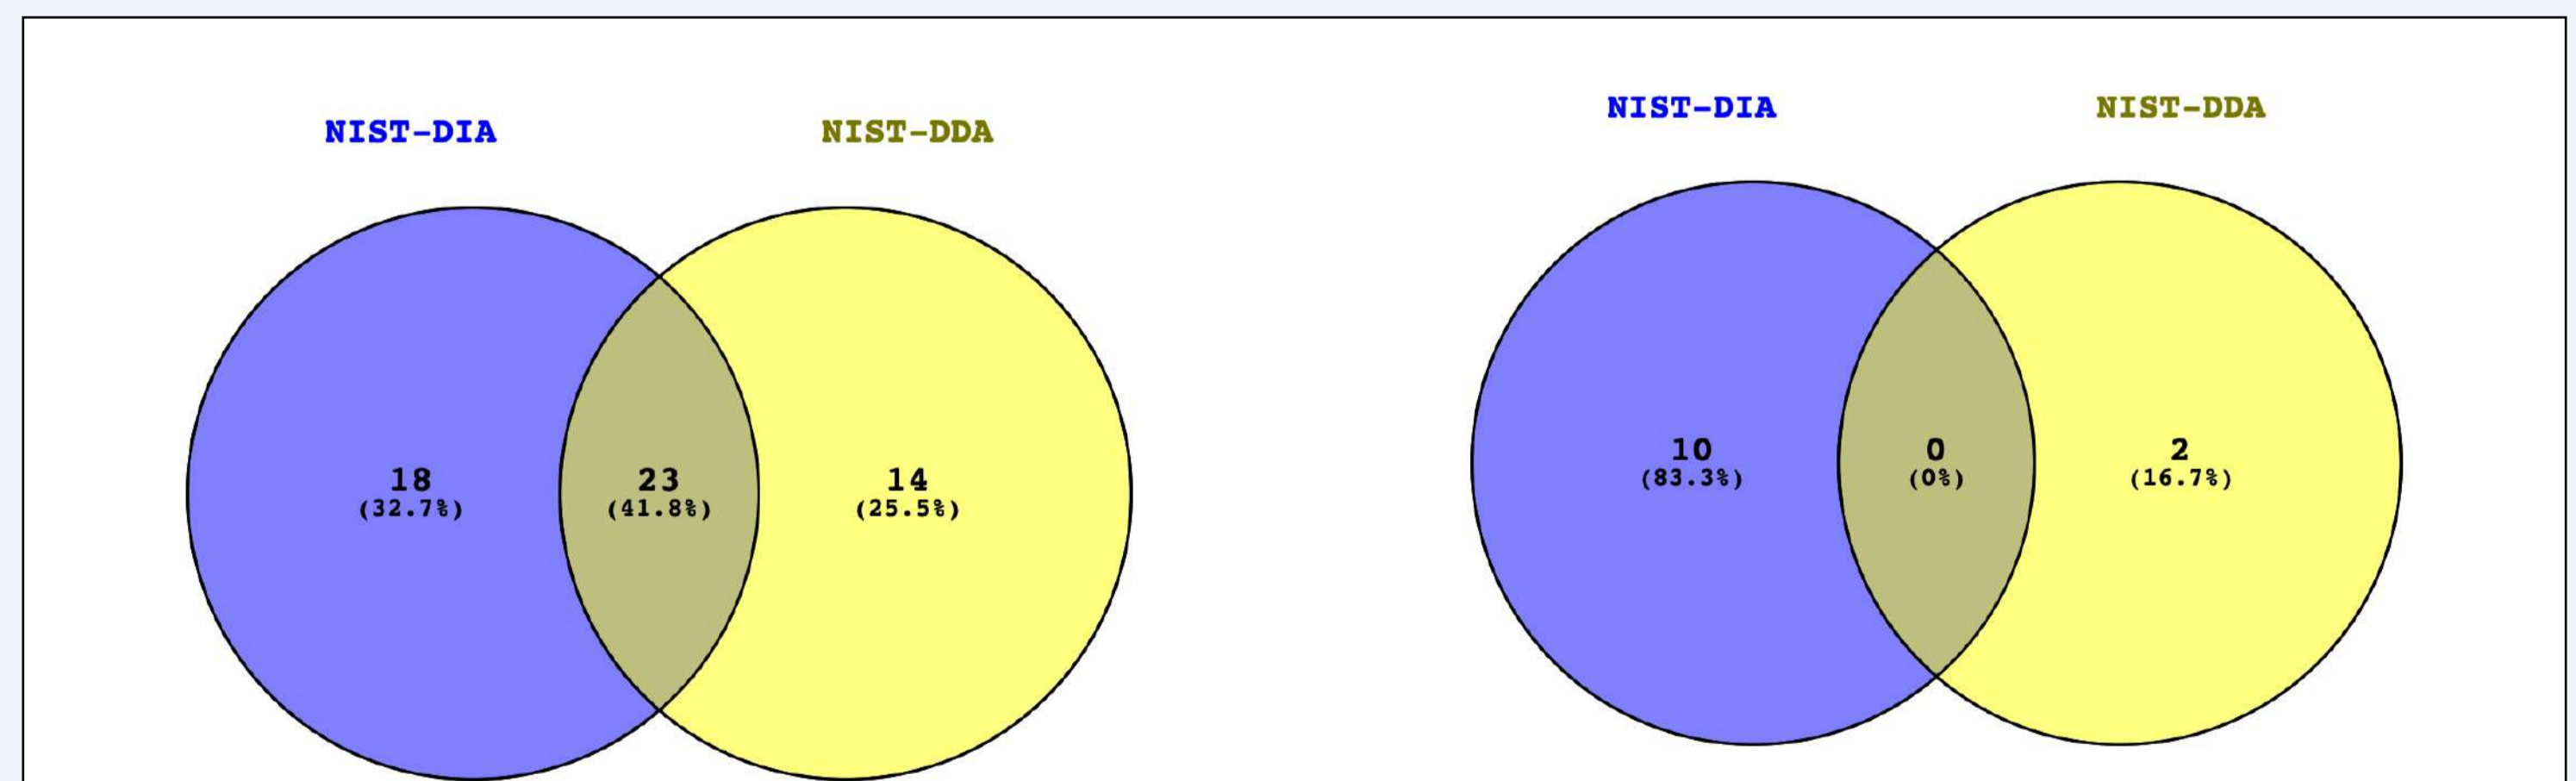 NIST-DIA NIST-DDA
18 23 14
(32.7%) (41.8%) (25.5%)
NIST-DIA NIST-DDA
10 0 2
(83.3%) (0%) (16.7%)